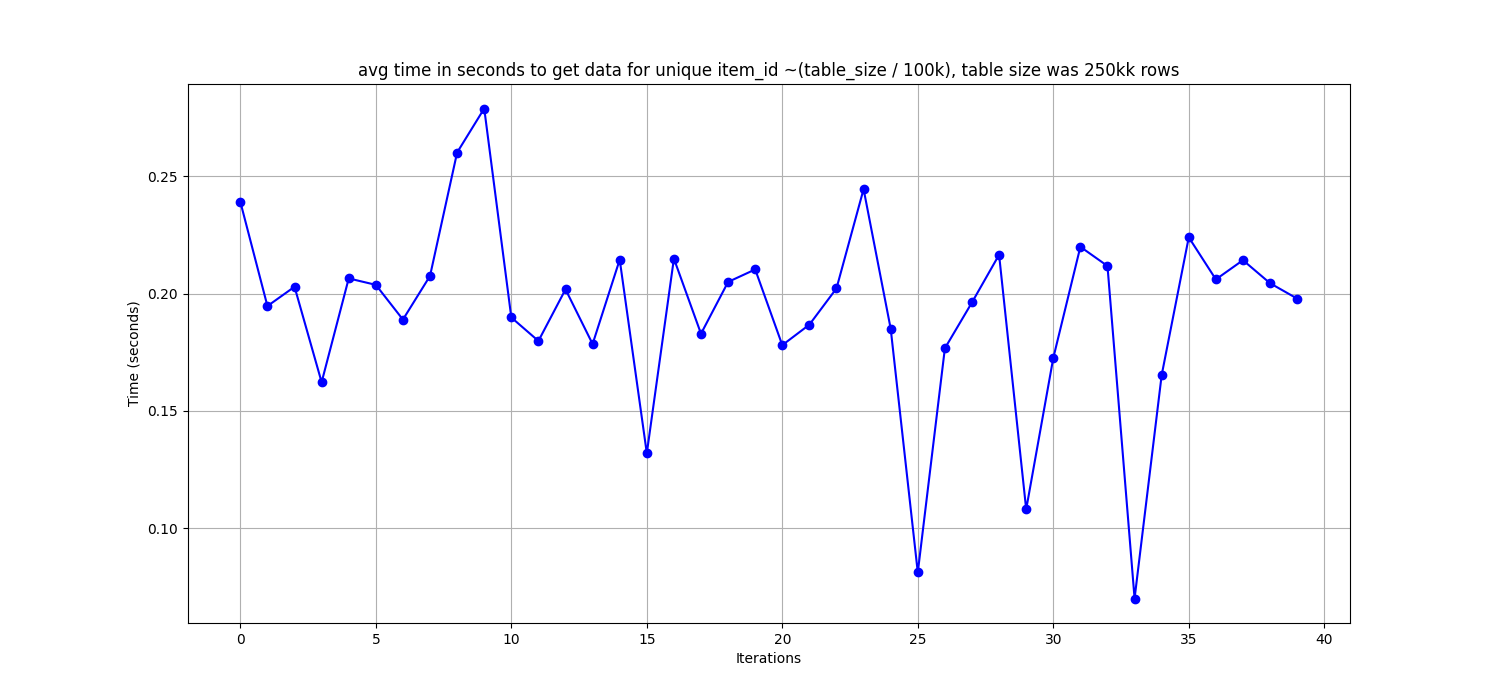 avg time in seconds to get data for unique item_id ~(table_size / 100k), table size was 250kk rows
0.25
0.20
0.15
0.10
Time (seconds)
0 5 10 15 20 25 30 35 40
Iterations